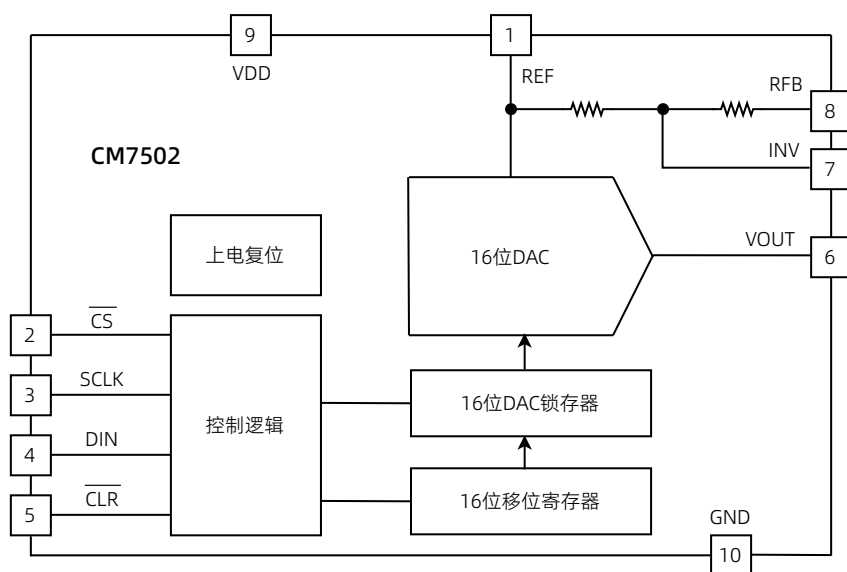 9
1
VDD
REF
RFB
8
CM7502
INV
7
上电复位
16位DAC
VOUT
6
2
CS
3
SCLK
控制逻辑
16位DAC锁存器
4
DIN
5
CLR
16位移位寄存器
GND
10